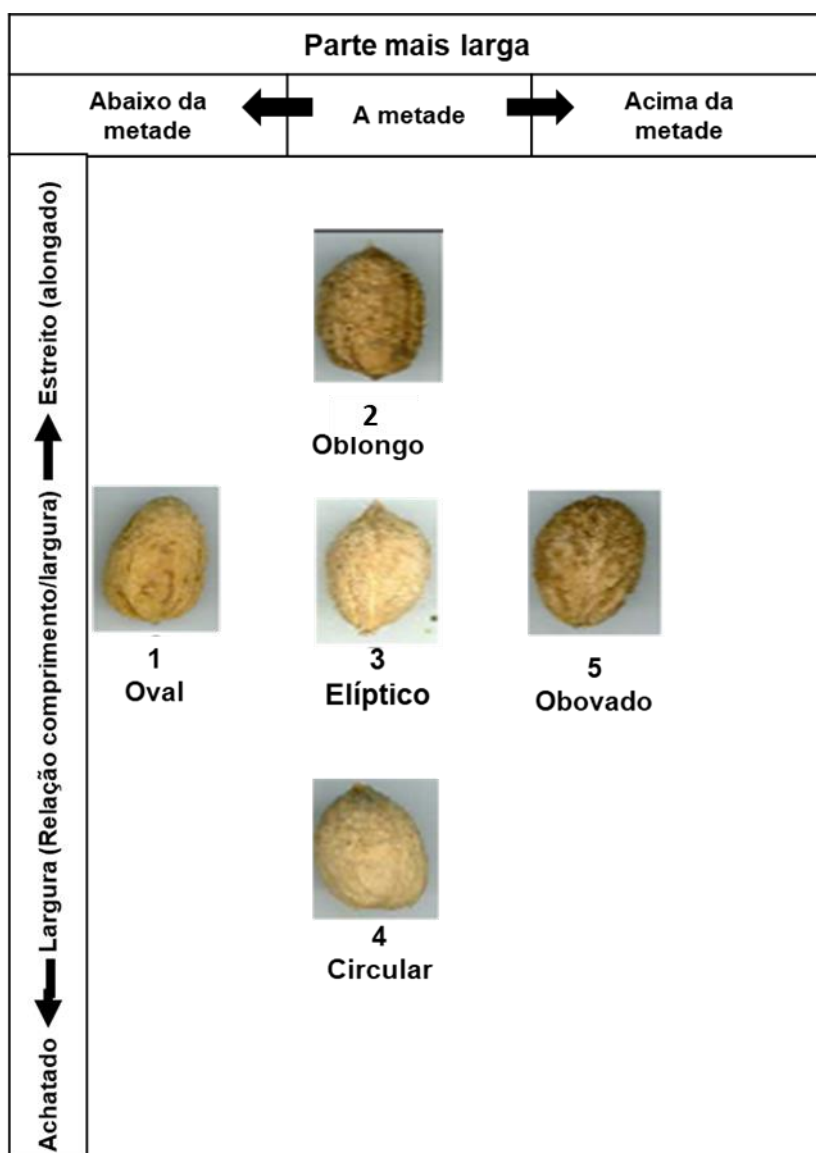 Parte mais larga
Abaixo da
metade
A metade
Acima da
metade
Estreito (alongado)
Largura (Relação comprimento/largura)
Achatado
2
Oblongo
1
Oval
3
Elíptico
5
Obovado
4
Circular